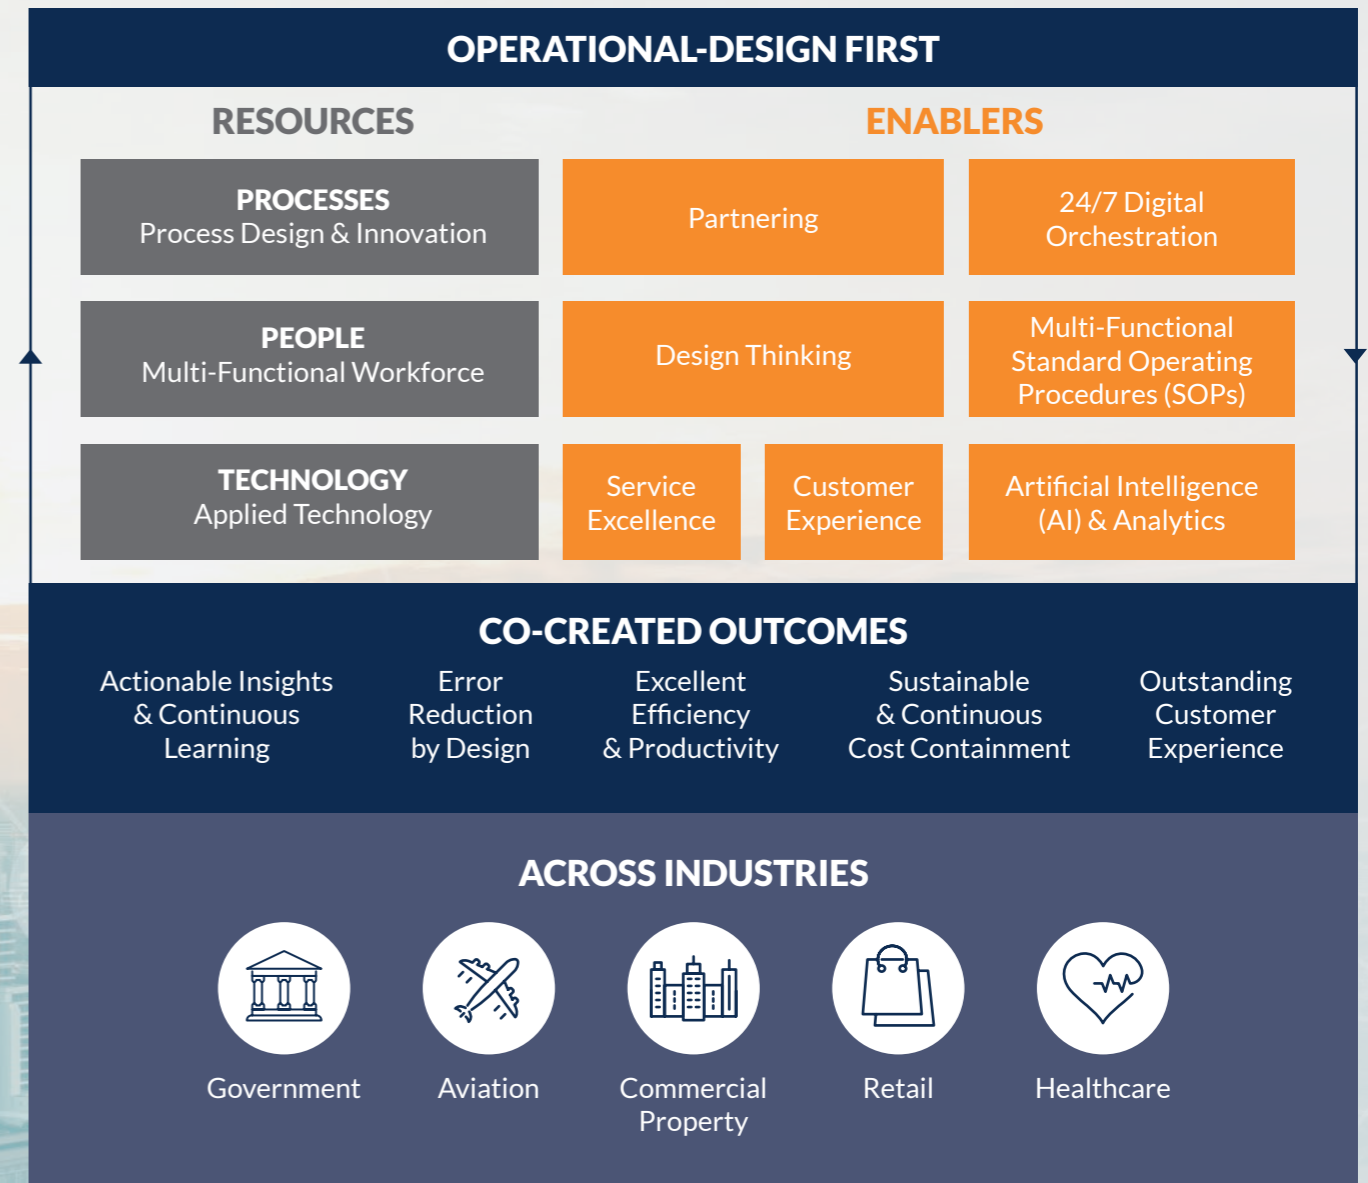 OPERATIONAL-DESIGN FIRST
RESOURCES
ENABLERS
PROCESSES
Process Design & Innovation
Partnering
24/7 Digital
Orchestration
PEOPLE
Multi-Functional Workforce
Design Thinking
Multi-Functional
Standard Operating
Procedures (SOPs)
TECHNOLOGY
Applied Technology
Service
Excellence
Customer
Experience
Artificial Intelligence
(AI) & Analytics
CO-CREATED OUTCOMES
Actionable Insights
& Continuous
Learning
Error
Reduction
by Design
Excellent
Efficiency
& Productivity
Sustainable
& Continuous
Cost Containment
Outstanding
Customer
Experience
ACROSS INDUSTRIES
Government
Aviation
Commercial
Property
Retail
Healthcare